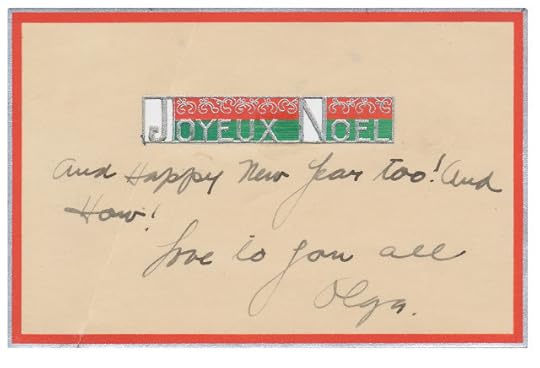 JOYEUX NOEL
and Happy New Year too! and
How!
Love to you all
Olga.